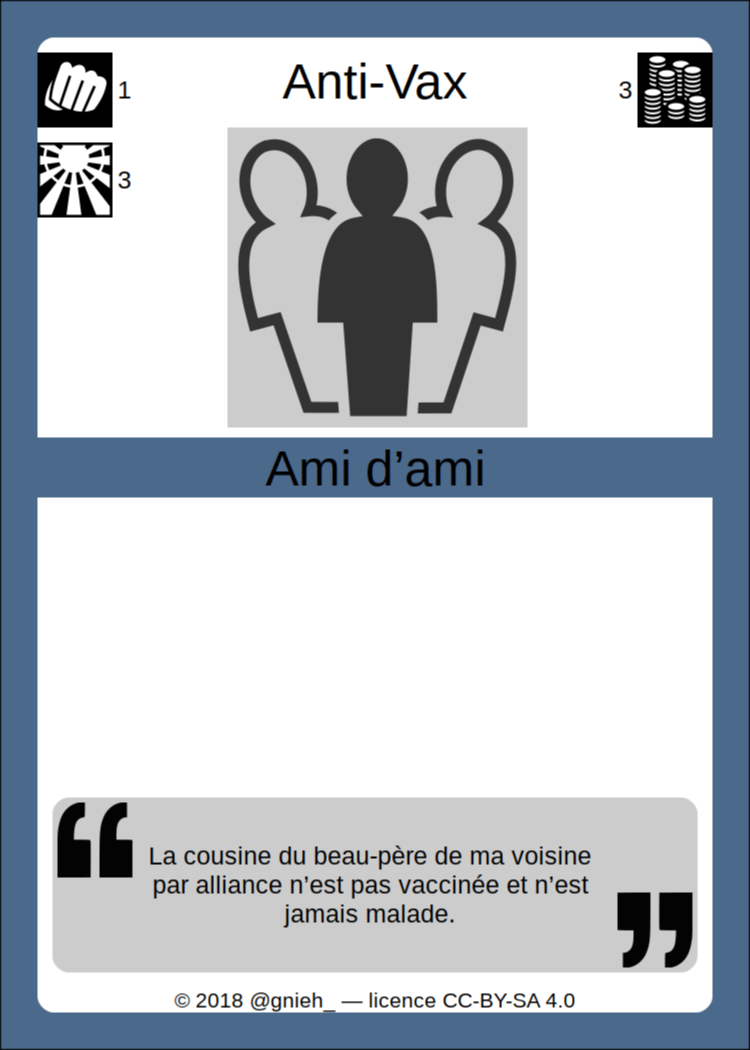 Anti-Vax
1
3
3
Ami d’ami
La cousine du beau-père de ma voisine
par alliance n’est pas vaccinée et n’est
jamais malade.
© 2018 @gnieh_ — licence CC-BY-SA 4.0